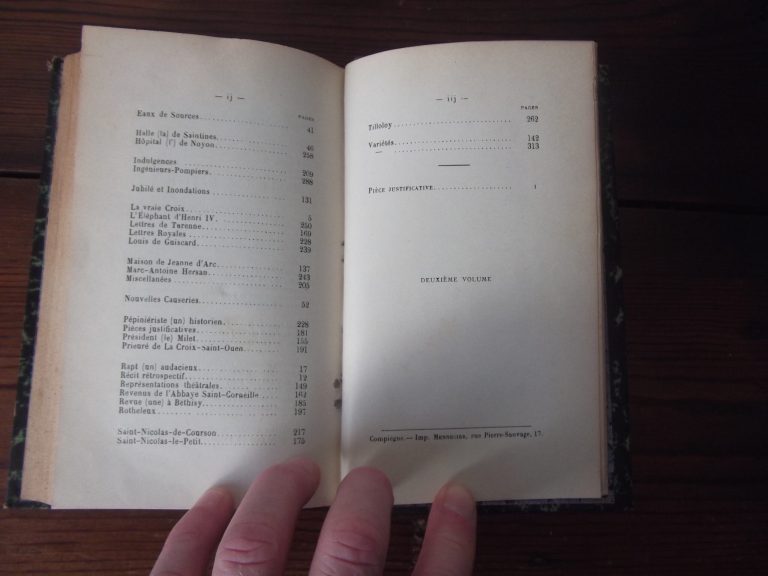 — ij —
PAGES
Eaux de Sources. 41
Halle (la) de Saintines. 46
Hôpital (l') de Noyon. 258
Indulgences 209
Ingénieurs-Pompiers. 288
Jubilé et Inondations 131
La vraie Croix. 5
L'Eléphant d'Henri IV. 250
Lettres de Turenne. 169
Lettres Royales 228
Louis de Guiscard. 239
Maison de Jeanne d'Arc. 137
Marc-Antoine Hersan. 243
Miscellanées 205
Nouvelles Causeries. 52
Pépiniériste (un) historien. 228
Pièces justificatives. 181
Président (le) Milet. 155
Prieuré de La Croix-Saint-Ouen. 191
Rapt (un) audacieux. 17
Récit rétrospectif. 12
Représentations théâtrales. 149
Revenus de l'Abbaye Saint-Corneille 162
Revue (une) à Béthisy 185
Rotheleux 197
Saint-Nicolas-de-Courson. 217
Saint-Nicolas-le-Petit. 175
— iij —
PAGES
Tilloloy 262
Variétés. 142
— 313
PIÈCE JUSTIFICATIVE. 1
DEUXIÈME VOLUME
Compiègne. — Imp. MENNECIER, rue Pierre-Sauvage, 17.